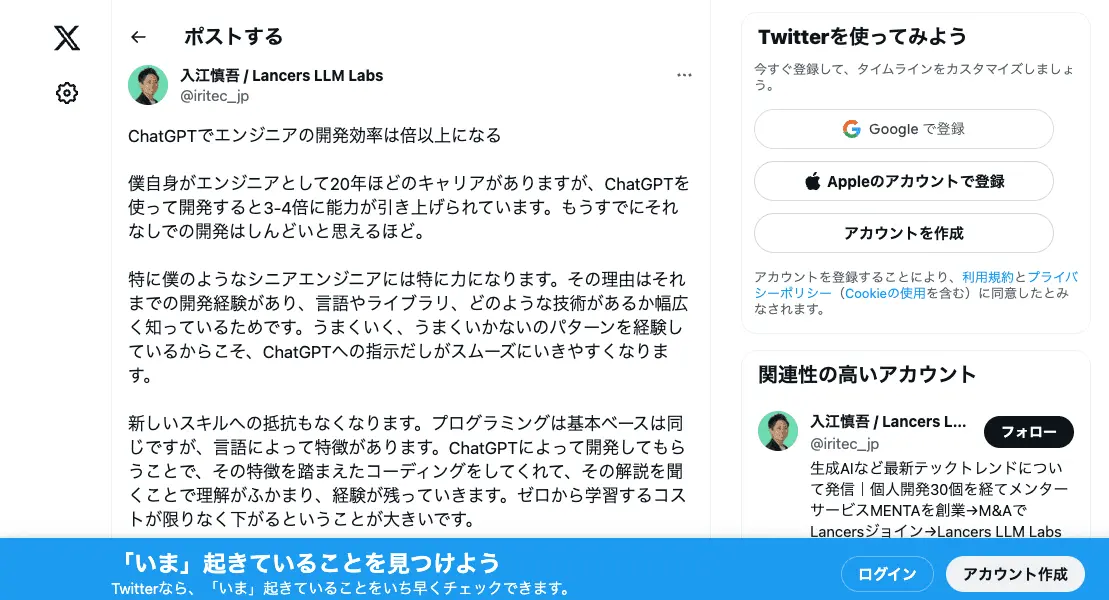 ポストする
入江慎吾 / Lancers LLM Labs
@iritec_jp
ChatGPTでエンジニアの開発効率は倍以上になる
僕自身がエンジニアとして20年ほどのキャリアがありますが、ChatGPTを
使って開発すると3-4倍に能力が引き上げられています。もうすでにそれ
なしでの開発はしんどいと思えるほど。
特に僕のようなシニアエンジニアには特に力になります。その理由はそれ
までの開発経験があり、言語やライブラリ、どのような技術があるか幅広
く知っているためです。うまくいく、うまくいかないのパターンを経験し
ているからこそ、ChatGPTへの指示だしがスムーズにいきやすくなりま
す。
新しいスキルへの抵抗もなくなります。プログラミングは基本ベースは同
じですが、言語によって特徴があります。ChatGPTによって開発してもら
うことで、その特徴を踏まえたコーディングをしてくれて、その解説を聞
くことで理解がふかまり、経験が残っていきます。ゼロから学習するコス
トが限りなく下がるということが大きいです。
Twitterを使ってみよう
今すぐ登録して、タイムラインをカスタマイズしましょ
う。
Google で登録
Appleのアカウントで登録
アカウントを作成
アカウントを登録することにより、利用規約とプライバ
シーポリシー（Cookieの使用を含む）に同意したとみ
なされます。
関連性の高いアカウント
入江慎吾 / Lancers L...
@iritec_jp
フォロー
生成AIなど最新テックトレンドについ
て発信｜個人開発30個を経てメンター
サービスMENTAを創業→M&Aで
Lancersジョイン→Lancers LLM Labs
「いま」起きていることを見つけよう
Twitterなら、「いま」起きていることをいち早くチェックできます。
ログイン
アカウント作成